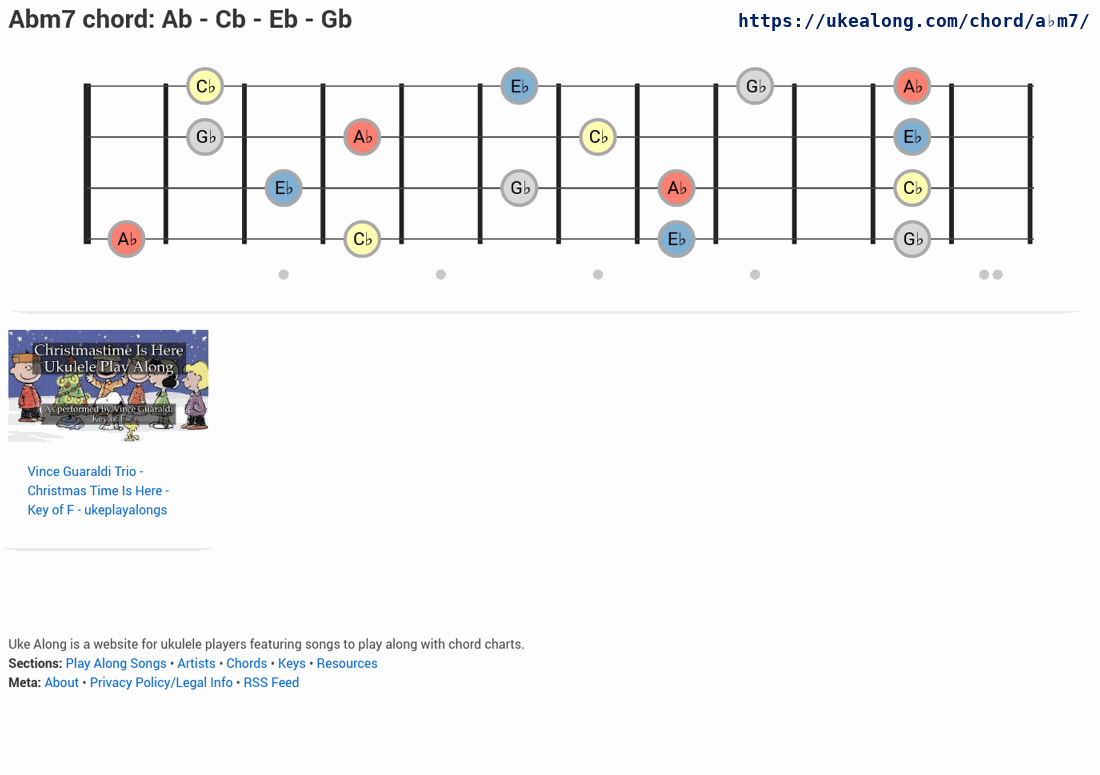 Abm7 chord: Ab - Cb - Eb - Gb
https://ukealong.com/chord/a♭m7/
C♭ E♭ G♭ A♭
G♭ A♭ C♭ E♭
E♭ G♭ A♭ C♭
A♭ C♭ E♭ G♭
Christmastime Is Here
Ukulele Play Along
As performed by Vince Guaraldi
Key of F
Vince Guaraldi Trio -
Christmas Time Is Here -
Key of F - ukeplayalongs
Uke Along is a website for ukulele players featuring songs to play along with chord charts.
Sections: Play Along Songs • Artists • Chords • Keys • Resources
Meta: About • Privacy Policy/Legal Info • RSS Feed